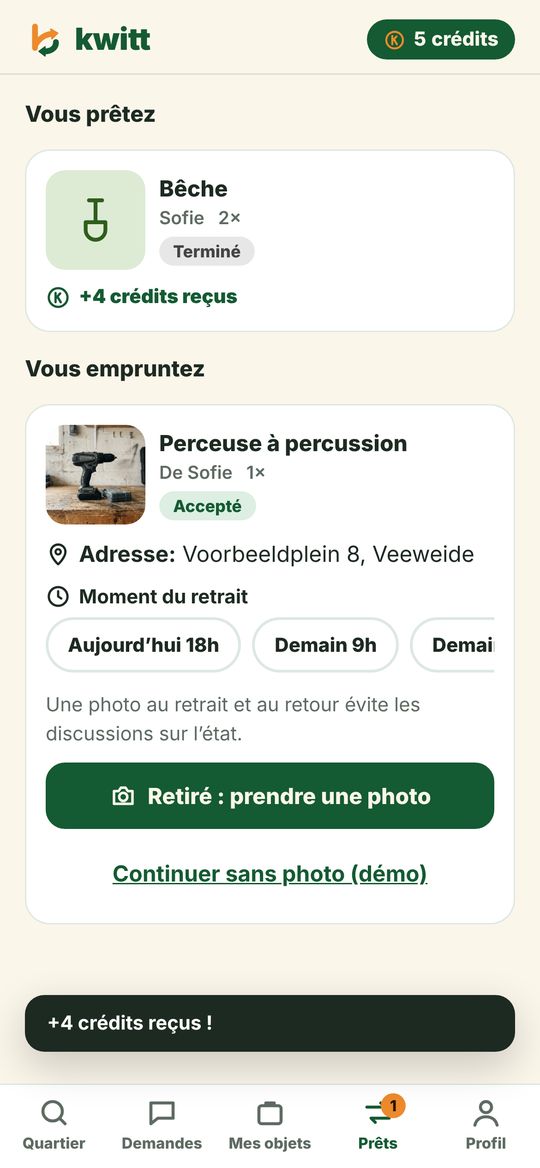 kwitt
5 crédits
Vous prêtez
Bêche
Sofie 2×
Terminé
+4 crédits reçus
Vous empruntez
Perceuse à percussion
De Sofie 1×
Accepté
Adresse: Voorbeeldplein 8, Veeweide
Moment du retrait
Aujourd’hui 18h Demain 9h
Une photo au retrait et au retour évite les
discussions sur l’état.
Retiré : prendre une photo
Continuer sans photo (démo)
+4 crédits reçus !
1
Quartier Demandes Mes objets Prêts Profil